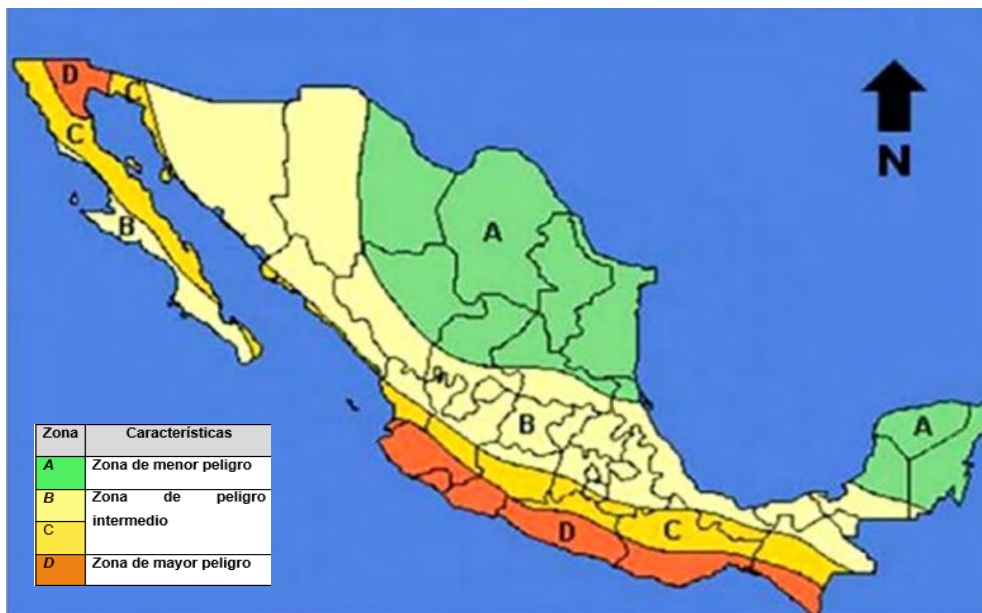 D
C
C
N
A
B
A
B
C
D
Zona Características
A Zona de menor peligro
B Zona de peligro
intermedio
C
D Zona de mayor peligro